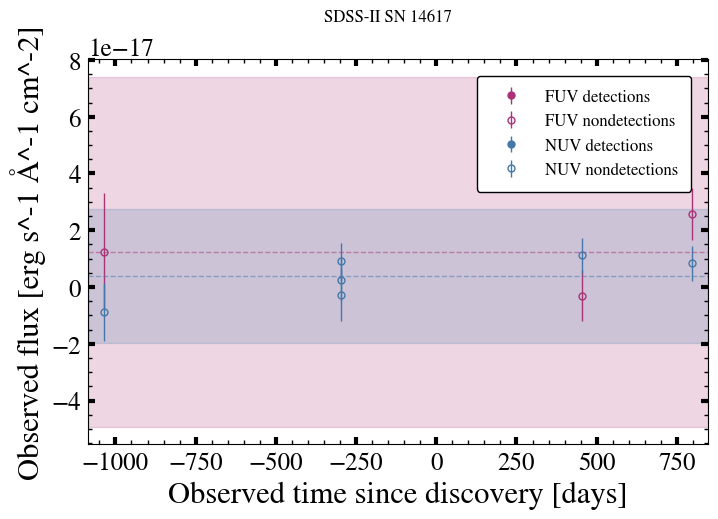 SDSS-II SN 14617
1e−17
8
6
4
2
0
−2
−4
Observed flux [erg s^-1 Å^-1 cm^-2]
FUV detections
FUV nondetections
NUV detections
NUV nondetections
−1000 −750 −500 −250 0 250 500 750
Observed time since discovery [days]